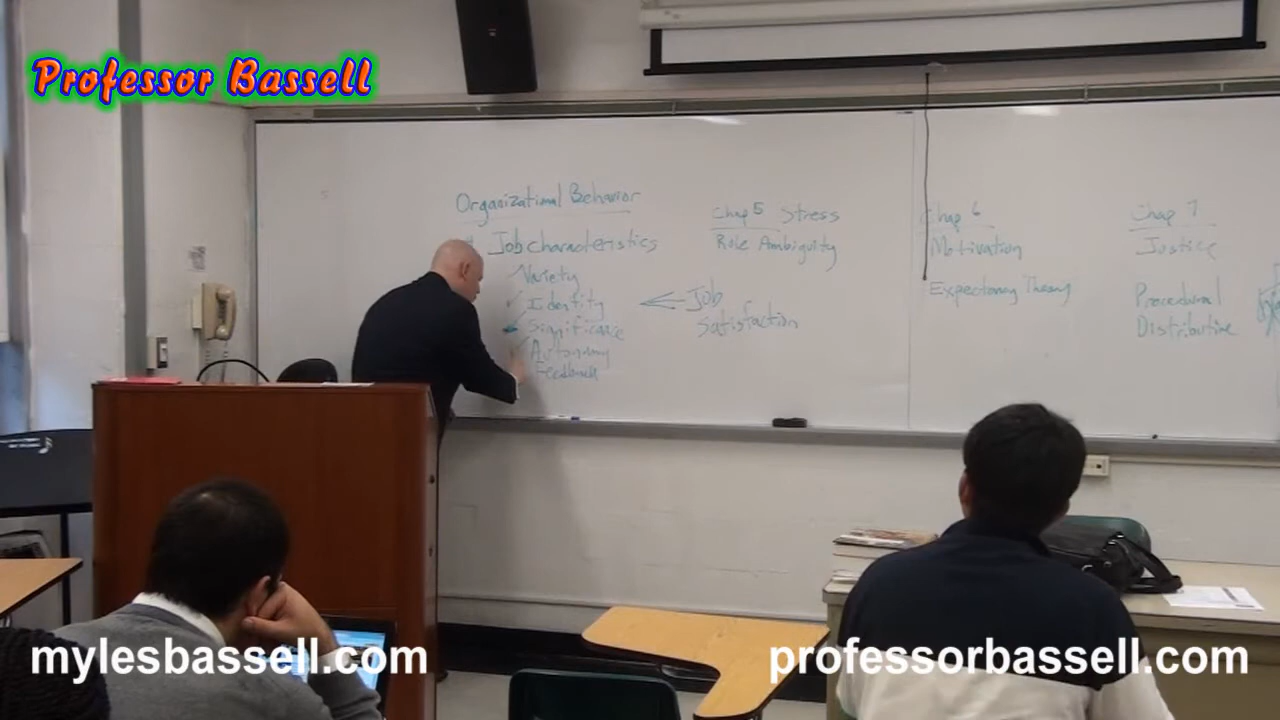 Professor Bassell
Organizational Behavior
Job characteristics
Variety
Identity
Significance
Autonomy
Feedback
Job
Satisfaction
Chap 5 Stress
Role Ambiguity
Chap 6
Motivation
Expectancy Theory
Chap 7
Justice
Procedural
Distributive
mylesbassell.com
professorbassell.com